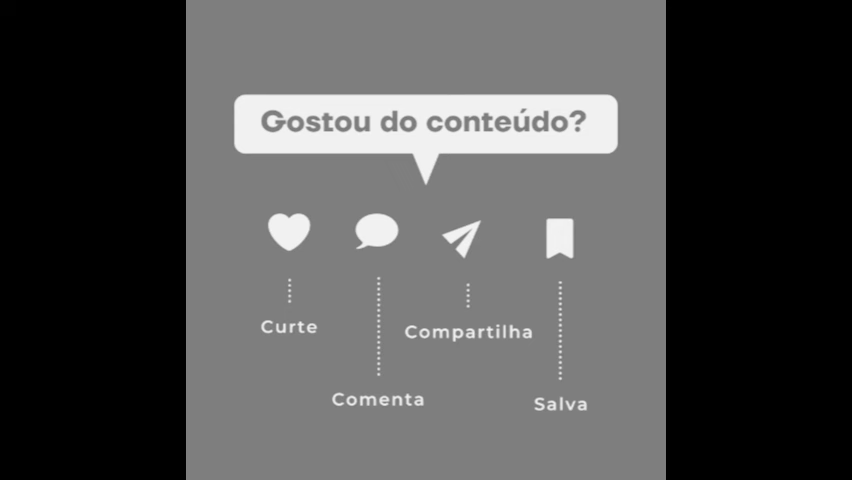 Gostou do conteúdo?
Curte
Compartilha
Comenta
Salva